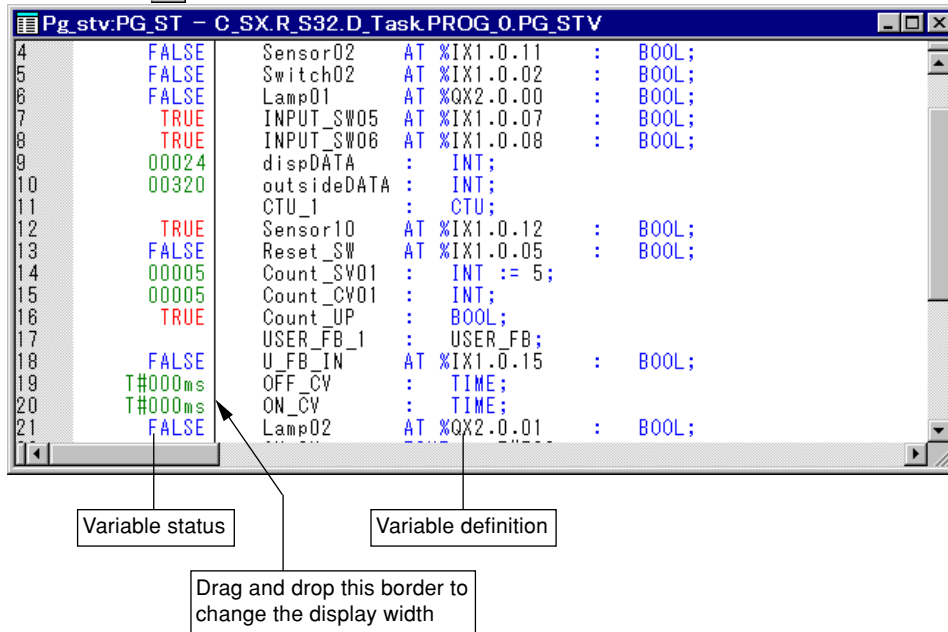 Pg_stv:PG_ST - C_SX.R_S32.D_Task.PROG_0.PG_STV
4 FALSE Sensor02 AT %IX1.0.11 : BOOL;
5 FALSE Switch02 AT %IX1.0.02 : BOOL;
6 FALSE Lamp01 AT %QX2.0.00 : BOOL;
7 TRUE INPUT_SW05 AT %IX1.0.07 : BOOL;
8 TRUE INPUT_SW06 AT %IX1.0.08 : BOOL;
9 00024 dispDATA : INT;
10 00320 outsideDATA : INT;
11 CTU_1 : CTU;
12 TRUE Sensor10 AT %IX1.0.12 : BOOL;
13 FALSE Reset_SW AT %IX1.0.05 : BOOL;
14 00005 Count_SV01 : INT := 5;
15 00005 Count_CV01 : INT;
16 TRUE Count_UP : BOOL;
17 USER_FB_1 : USER_FB;
18 FALSE U_FB_IN AT %IX1.0.15 : BOOL;
19 T#000ms OFF_CV : TIME;
20 T#000ms ON_CV : TIME;
21 FALSE Lamp02 AT %QX2.0.01 : BOOL;
Variable status
Variable definition
Drag and drop this border to
change the display width